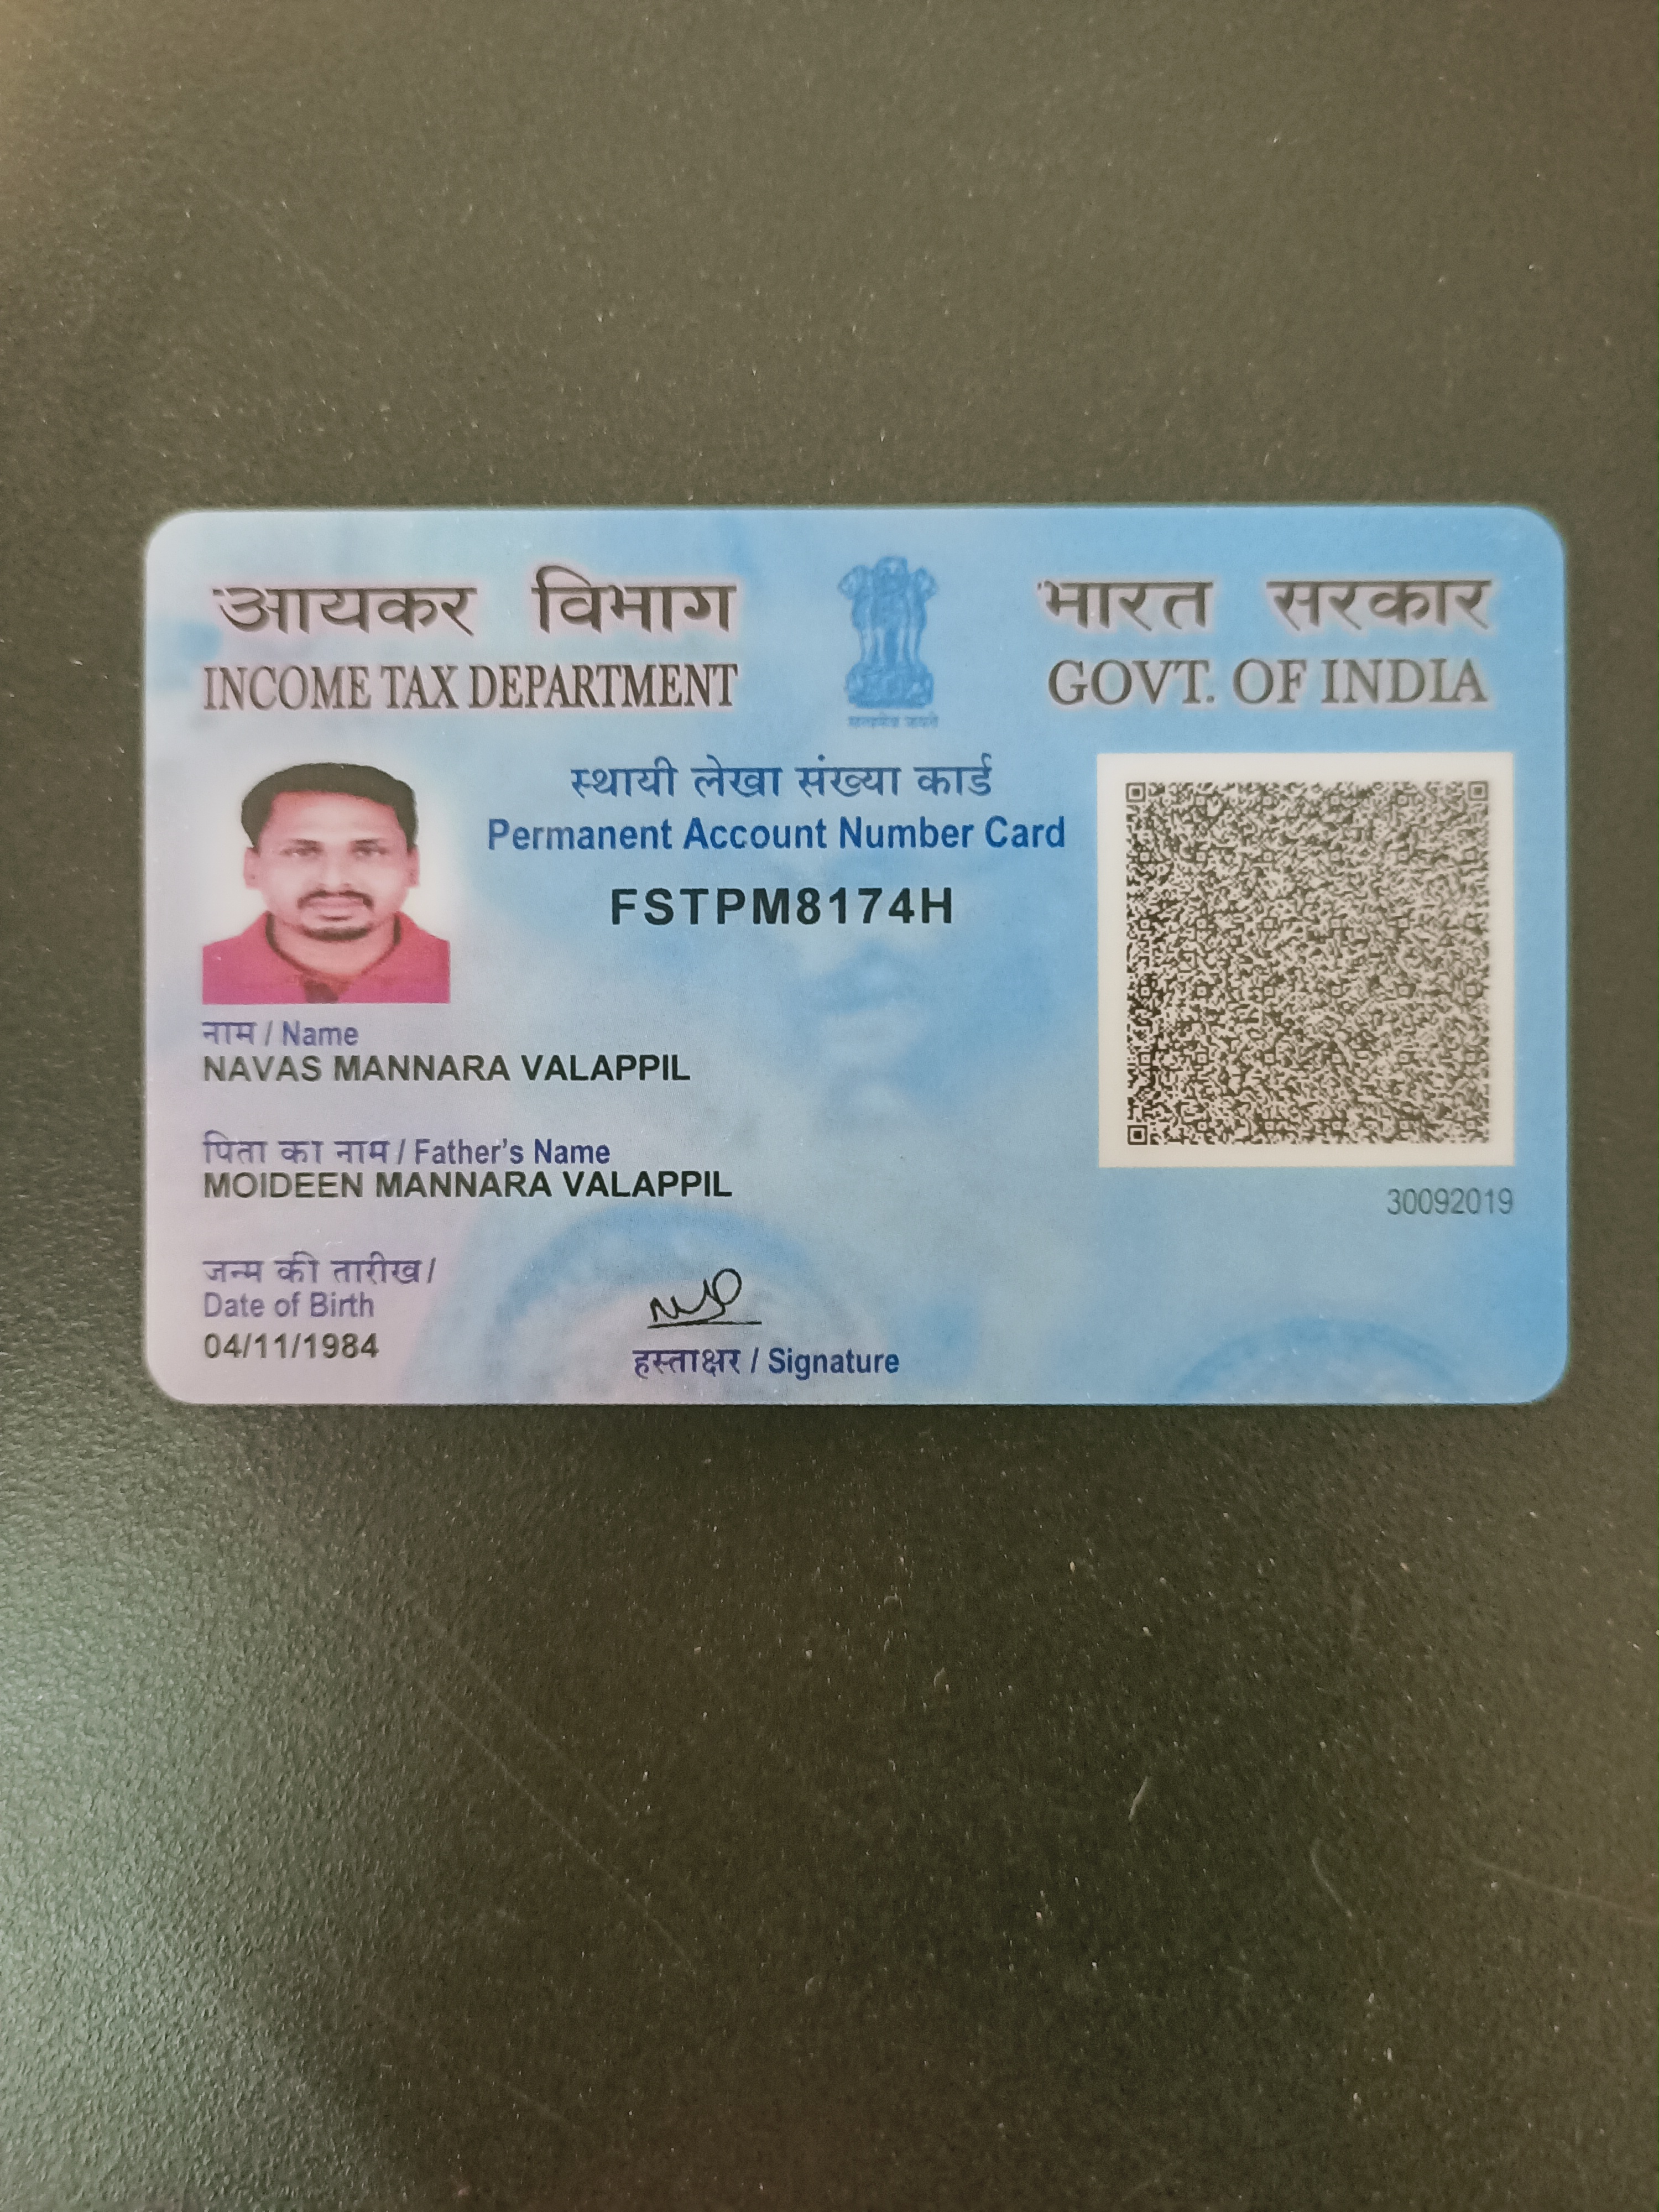 आयकर विभाग
INCOME TAX DEPARTMENT
सत्यमेव जयते
भारत सरकार
GOVT. OF INDIA
स्थायी लेखा संख्या कार्ड
Permanent Account Number Card
FSTPM8174H
नाम / Name
NAVAS MANNARA VALAPPIL
पिता का नाम / Father's Name
MOIDEEN MANNARA VALAPPIL
30092019
जन्म की तारीख /
Date of Birth
04/11/1984
हस्ताक्षर / Signature